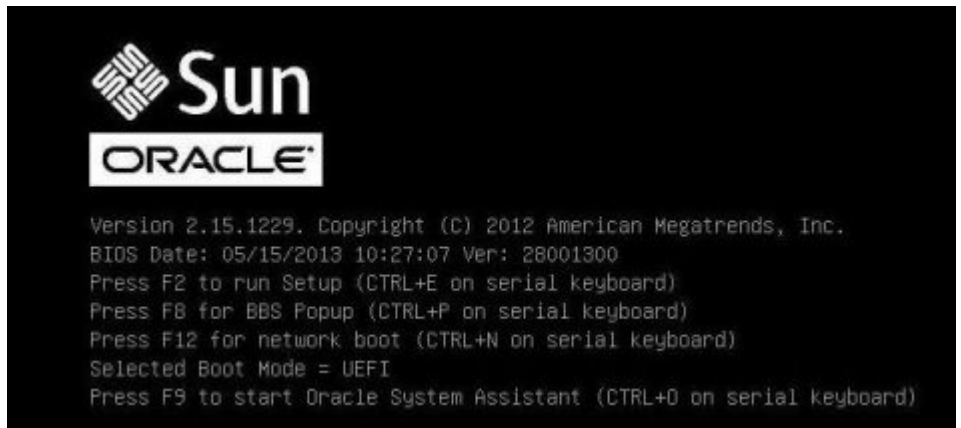 Sun
ORACLE
Version 2.15.1229. Copyright (C) 2012 American Megatrends, Inc.
BIOS Date: 05/15/2013 10:27:07 Ver: 28001300
Press F2 to run Setup (CTRL+E on serial keyboard)
Press F8 for BBS Popup (CTRL+P on serial keyboard)
Press F12 for network boot (CTRL+N on serial keyboard)
Selected Boot Mode = UEFI
Press F9 to start Oracle System Assistant (CTRL+O on serial keyboard)